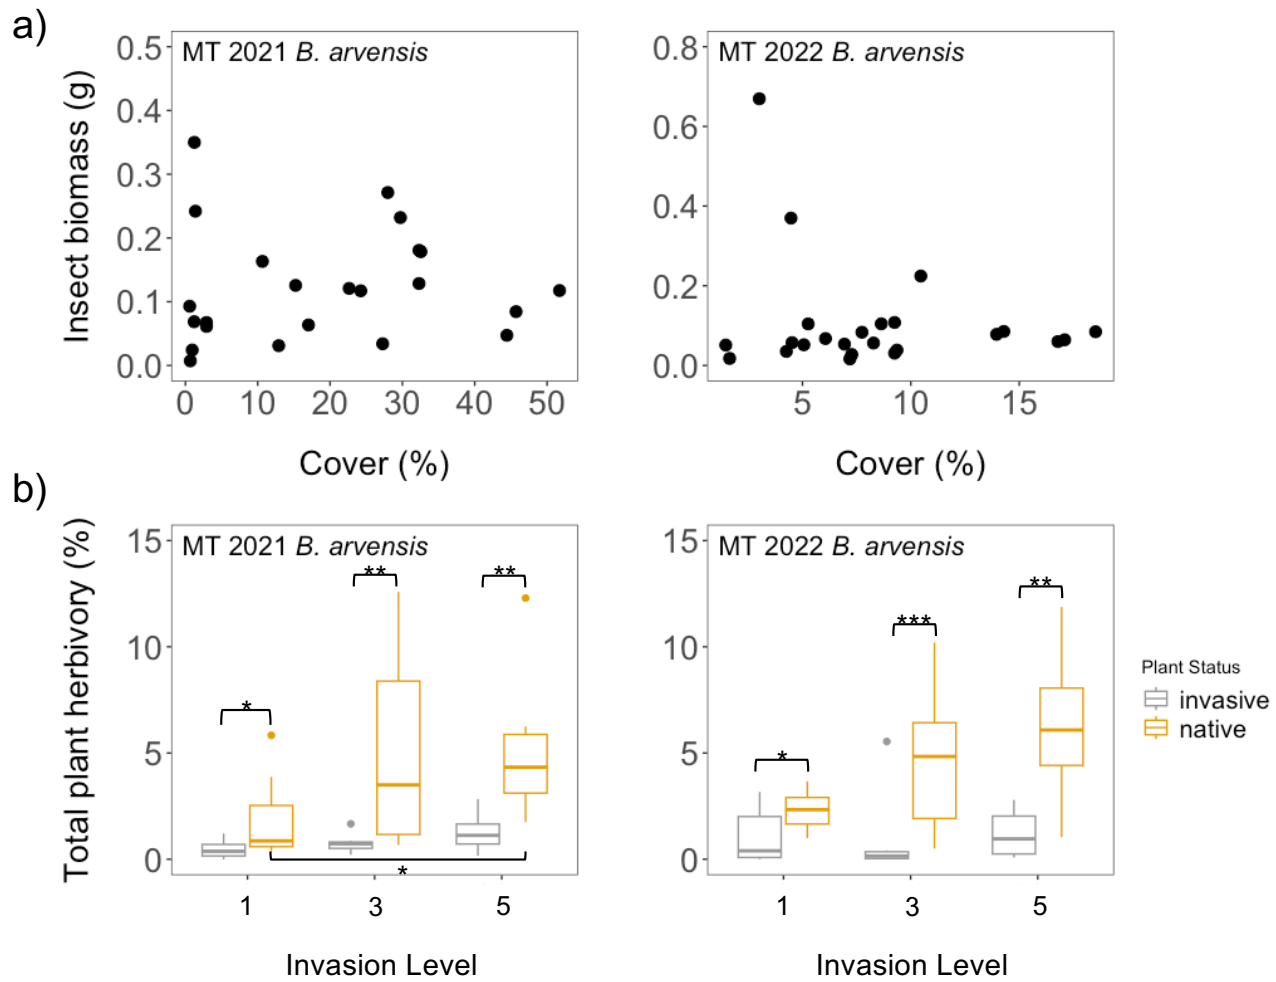 a)
MT 2021 B. arvensis
MT 2022 B. arvensis
Insect biomass (g)
0.5
0.4
0.3
0.2
0.1
0.0
0 10 20 30 40 50
Cover (%)
0.8
0.6
0.4
0.2
0.0
5 10 15
Cover (%)
b)
MT 2021 B. arvensis
MT 2022 B. arvensis
Total plant herbivory (%)
15
10
5
0
* ** **
*
1 3 5
Invasion Level
15
10
5
0
* *** **
1 3 5
Invasion Level
Plant Status
invasive
native